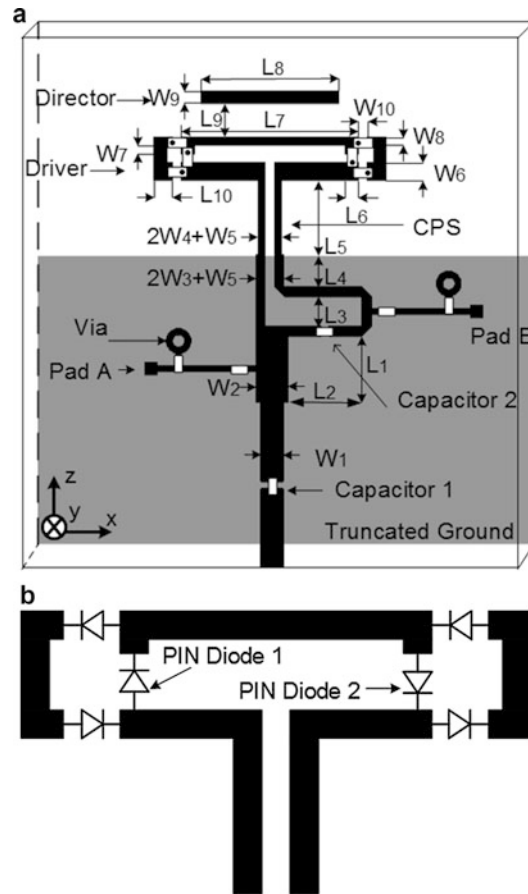 a
L8
Director
W9
L9
W10
L7
W8
W7
Driver
W6
L10
L6
CPS
2W4+W5
L5
2W3+W5
L4
Via
L3
Pad B
Pad A
L1
W2
L2
Capacitor 2
W1
z
Capacitor 1
y
x
Truncated Ground
b
PIN Diode 1
PIN Diode 2